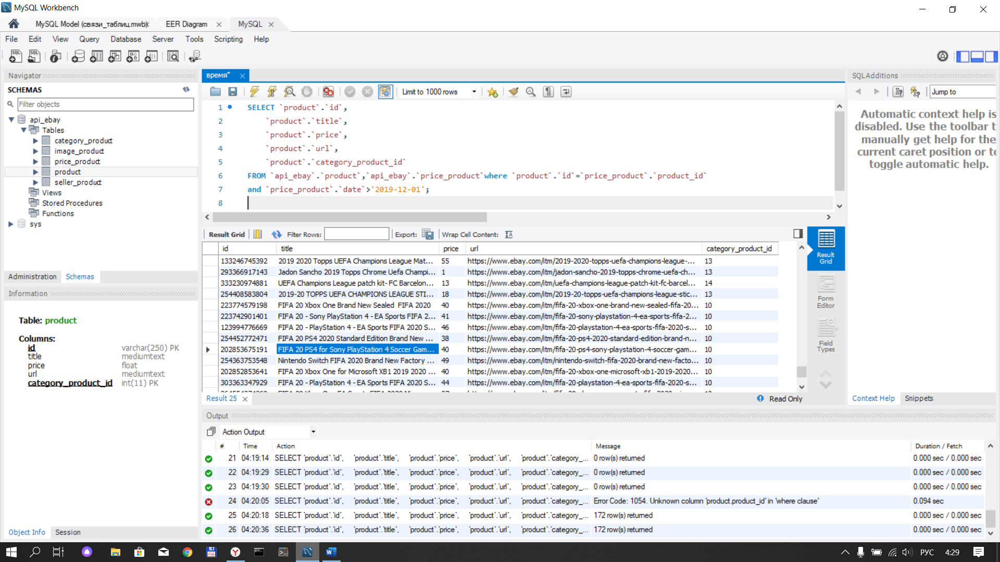 MySQL Workbench
MySQL Model (связи_таблиц.mwb)
EER Diagram
MySQL
File Edit View Query Database Server Tools Scripting Help
Navigator
SCHEMAS
Filter objects
api_ebay
Tables
category_product
image_product
price_product
product
seller_product
Views
Stored Procedures
Functions
sys
Administration Schemas
Information
Table: product
Columns:
id varchar(250) PK
title mediumtext
price float
url mediumtext
category_product_id int(11) PK
Object Info Session
время*
Limit to 1000 rows
1 SELECT `product`.`id`,
2 `product`.`title`,
3 `product`.`price`,
4 `product`.`url`,
5 `product`.`category_product_id`
6 FROM `api_ebay`.`product`,`api_ebay`.`price_product`where `product`.`id`=`price_product`.`product_id`
7 and `price_product`.`date`>'2019-12-01';
8
Result Grid Filter Rows: Export: Wrap Cell Content:
id title price url category_product_id
133246745392 2019 2020 Topps UEFA Champions League Mat... 55 https://www.ebay.com/itm/2019-2020-topps-uefa-champions-league-... 13
293366917143 Jadon Sancho 2019 Topps Chrome Uefa Champi... 1 https://www.ebay.com/itm/jadon-sancho-2019-topps-chrome-uefa-ch... 13
333230974881 UEFA Champions League patch kit- FC Barcelon... 13 https://www.ebay.com/itm/uefa-champions-league-patch-kit-fc-barcel... 14
254408583804 2019-20 TOPPS UEFA CHAMPIONS LEAGUE STI... 18 https://www.ebay.com/itm/2019-20-topps-uefa-champions-league-stic... 13
223774579198 FIFA 20 Xbox One Brand New Sealed FIFA 2020 40 https://www.ebay.com/itm/fifa-20-xbox-one-brand-new-sealed-fifa-20... 10
223742901401 FIFA 20 - Sony PlayStation 4 - EA Sports FIFA 2... 41 https://www.ebay.com/itm/fifa-20-sony-playstation-4-ea-sports-fifa-2... 10
123994776669 FIFA 20 - PlayStation 4 - EA Sports FIFA 2020 S... 46 https://www.ebay.com/itm/fifa-20-playstation-4-ea-sports-fifa-2020-s... 10
254452772471 FIFA 20 PS4 2020 Standard Edition Brand New ... 38 https://www.ebay.com/itm/fifa-20-ps4-2020-standard-edition-brand-n... 10
202853675191 FIFA 20 PS4 for Sony PlayStation 4 Soccer Gam... 40 https://www.ebay.com/itm/fifa-20-ps4-sony-playstation-4-soccer-gam... 10
254363753548 Nintendo Switch FIFA 2020 Brand New Factory ... 49 https://www.ebay.com/itm/nintendo-switch-fifa-2020-brand-new-facto... 10
202852853641 FIFA 20 Xbox One for Microsoft XB1 2019 2020 ... 40 https://www.ebay.com/itm/fifa-20-xbox-one-microsoft-xb1-2019-2020... 10
303363347929 FIFA 20 - PlayStation 4 - EA Sports FIFA 2020 S... 44 https://www.ebay.com/itm/fifa-20-playstation-4-ea-sports-fifa-2020-s... 10
Result 25
Read Only
Result Grid
Form Editor
Field Types
SQLAdditions
Jump to
Automatic context help is
disabled. Use the toolbar t
manually get help for the
current caret position or to
toggle automatic help.
Context Help Snippets
Output
Action Output
# Time Action Message Duration / Fetch
21 04:19:14 SELECT `product`.`id`, `product`.`title`, `product`.`price`, `product`.`url`, `product`.`category_... 0 row(s) returned 0.000 sec / 0.000 sec
22 04:19:29 SELECT `product`.`id`, `product`.`title`, `product`.`price`, `product`.`url`, `product`.`category_... 0 row(s) returned 0.000 sec / 0.000 sec
23 04:19:30 SELECT `product`.`id`, `product`.`title`, `product`.`price`, `product`.`url`, `product`.`category_... 0 row(s) returned 0.000 sec / 0.000 sec
24 04:20:05 SELECT `product`.`id`, `product`.`title`, `product`.`price`, `product`.`url`, `product`.`category_... Error Code: 1054. Unknown column 'product.product_id' in 'where clause' 0.094 sec
25 04:20:18 SELECT `product`.`id`, `product`.`title`, `product`.`price`, `product`.`url`, `product`.`category_... 172 row(s) returned 0.000 sec / 0.000 sec
26 04:20:36 SELECT `product`.`id`, `product`.`title`, `product`.`price`, `product`.`url`, `product`.`category_... 172 row(s) returned 0.000 sec / 0.000 sec
РУС 4:29